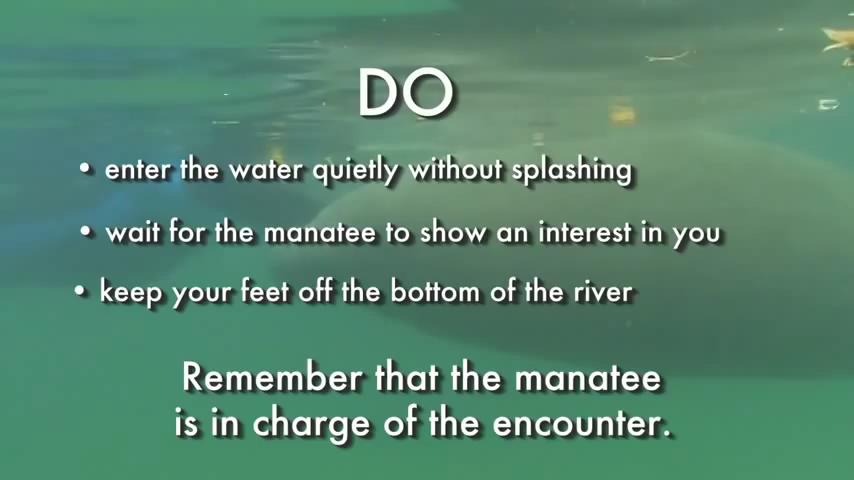 DO
• enter the water quietly without splashing
• wait for the manatee to show an interest in you
• keep your feet off the bottom of the river
Remember that the manatee
is in charge of the encounter.